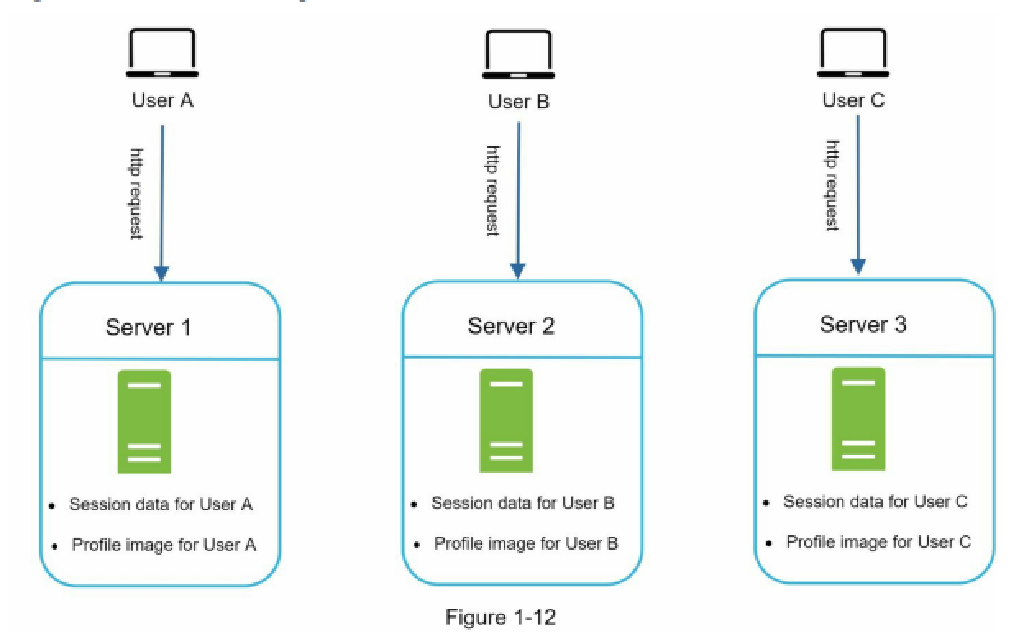 User A
User B
User C
http request
http request
http request
Server 1
Server 2
Server 3
• Session data for User A
• Profile image for User A
• Session data for User B
• Profile image for User B
• Session data for User C
• Profile image for User C
Figure 1-12